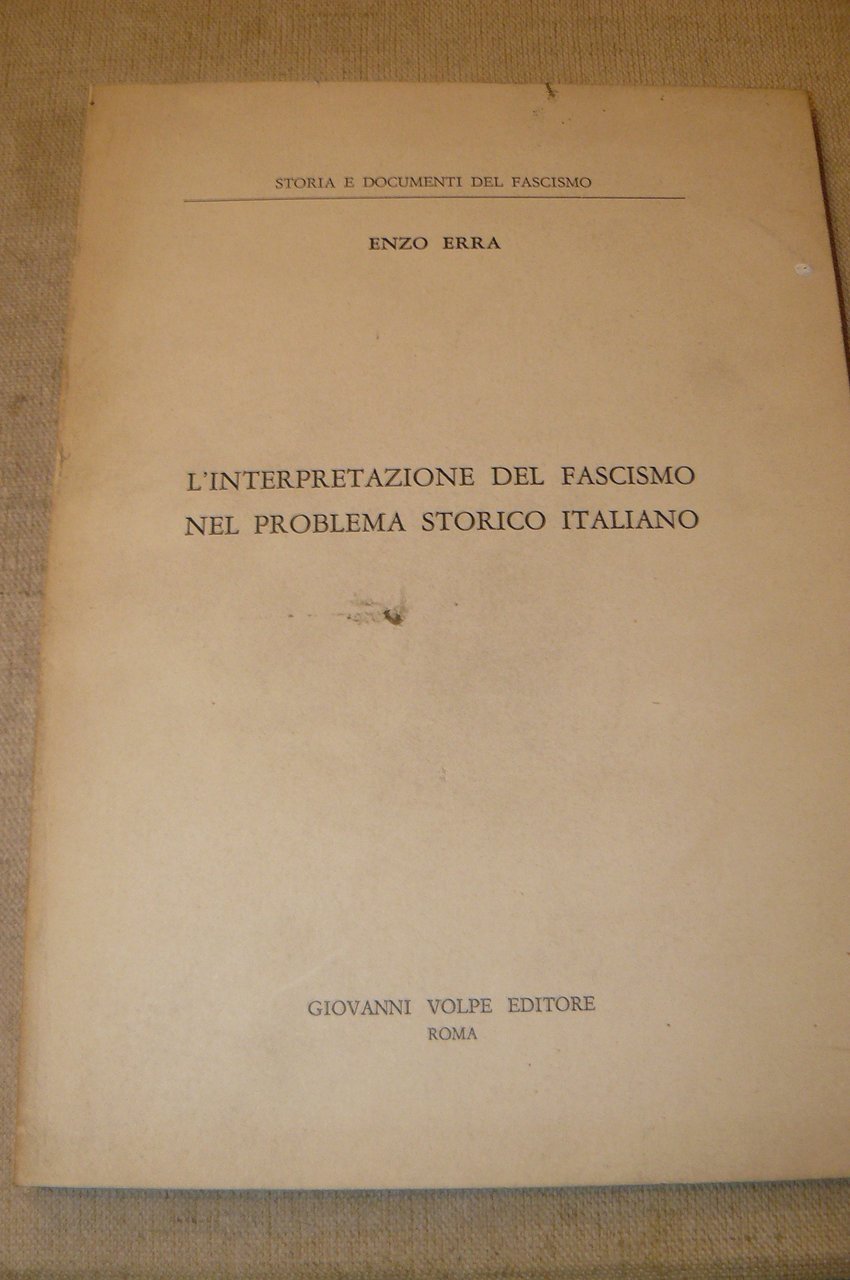 STORIA E DOCUMENTI DEL FASCISMO
ENZO ERRA
L'INTERPRETAZIONE DEL FASCISMO
NEL PROBLEMA STORICO ITALIANO
GIOVANNI VOLPE EDITORE
ROMA